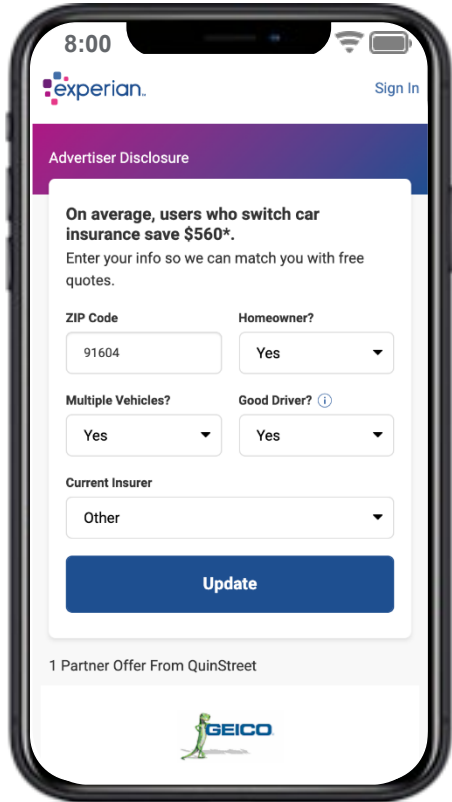 8:00
experian.
Sign In
Advertiser Disclosure
On average, users who switch car
insurance save $560*.
Enter your info so we can match you with free
quotes.
ZIP Code
Homeowner?
91604
Yes
Multiple Vehicles?
Good Driver? i
Yes
Yes
Current Insurer
Other
Update
1 Partner Offer From QuinStreet
GEICO